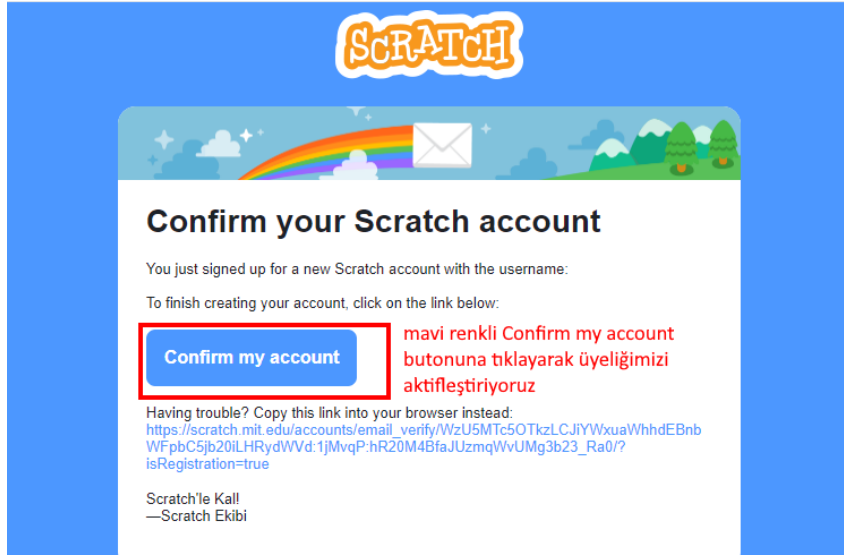 SCRATCH
Confirm your Scratch account
You just signed up for a new Scratch account with the username:
To finish creating your account, click on the link below:
Confirm my account
mavi renkli Confirm my account
butonuna tıklayarak üyeliğimizi
aktifleştiriyoruz
Having trouble? Copy this link into your browser instead:
https://scratch.mit.edu/accounts/email_verify/WzU5MTc5OTkzLCJiYWxuaWhhdEBnb
WFpbC5jb20iLHRydWVd:1jMvqP:hR20M4BfaJUzmqWvUMg3b23_Ra0/?
isRegistration=true
Scratch'le Kal!
—Scratch Ekibi